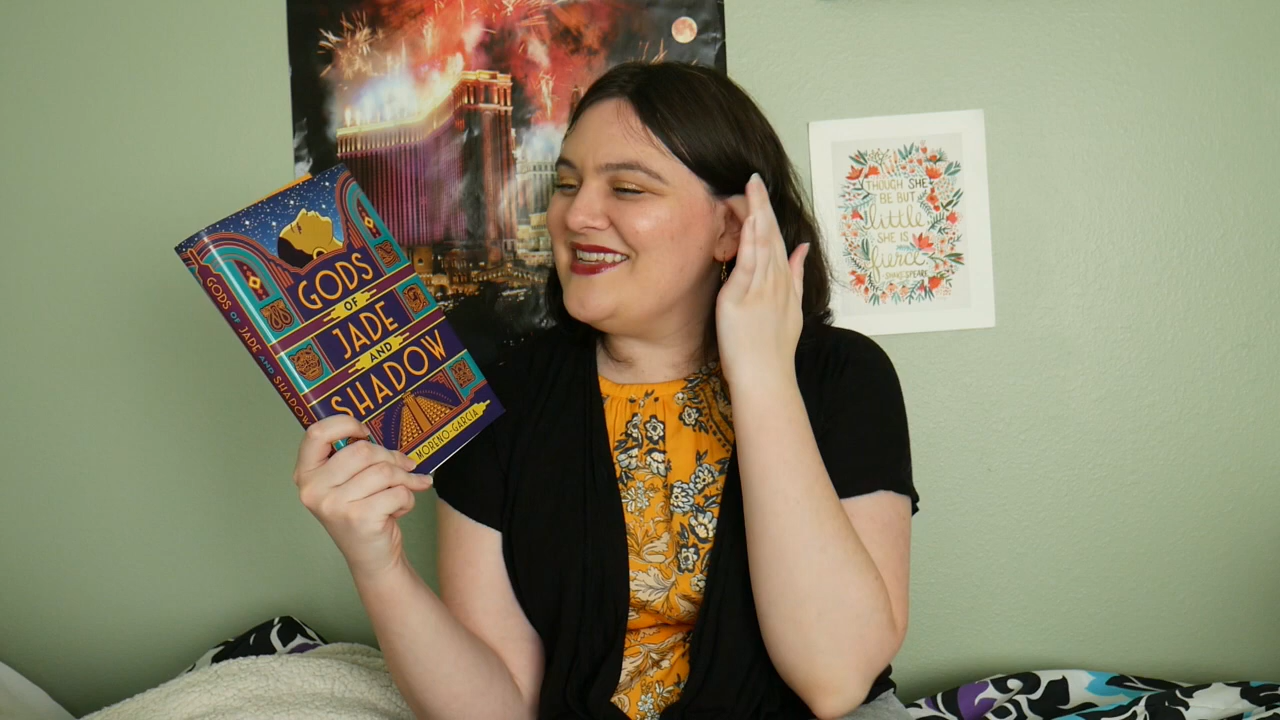 GODS
OF
JADE
AND
SHADOW
MORENO-GARCIA
GODS OF JADE AND SHADOW
THOUGH SHE
BE BUT
little
SHE IS
fierce
-SHAKESPEARE